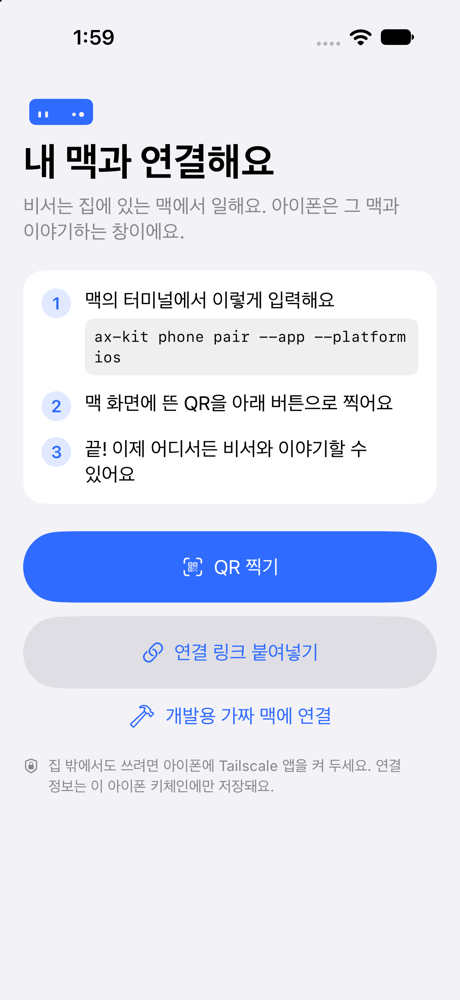 1:59
내 맥과 연결해요
비서는 집에 있는 맥에서 일해요. 아이폰은 그 맥과
이야기하는 창이에요.
1 맥의 터미널에서 이렇게 입력해요
ax-kit phone pair --app --platform
ios
2 맥 화면에 뜬 QR을 아래 버튼으로 찍어요
3 끝! 이제 어디서든 비서와 이야기할 수
있어요
QR 찍기
연결 링크 붙여넣기
개발용 가짜 맥에 연결
집 밖에서도 쓰려면 아이폰에 Tailscale 앱을 켜 두세요. 연결
정보는 이 아이폰 키체인에만 저장돼요.